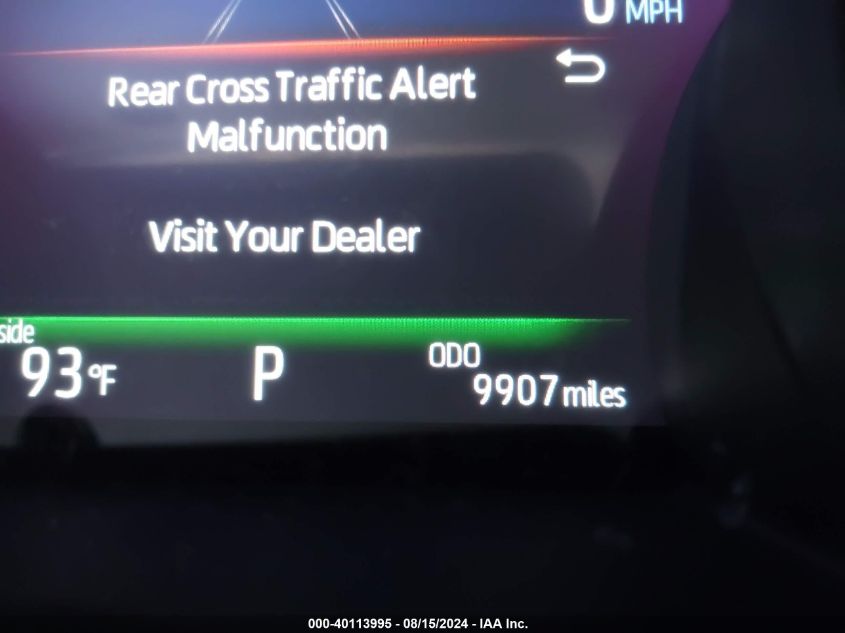 0 MPH
Rear Cross Traffic Alert
Malfunction
Visit Your Dealer
side
93 °F P ODO
9907 miles
000-40113995 - 08/15/2024 - IAA Inc.